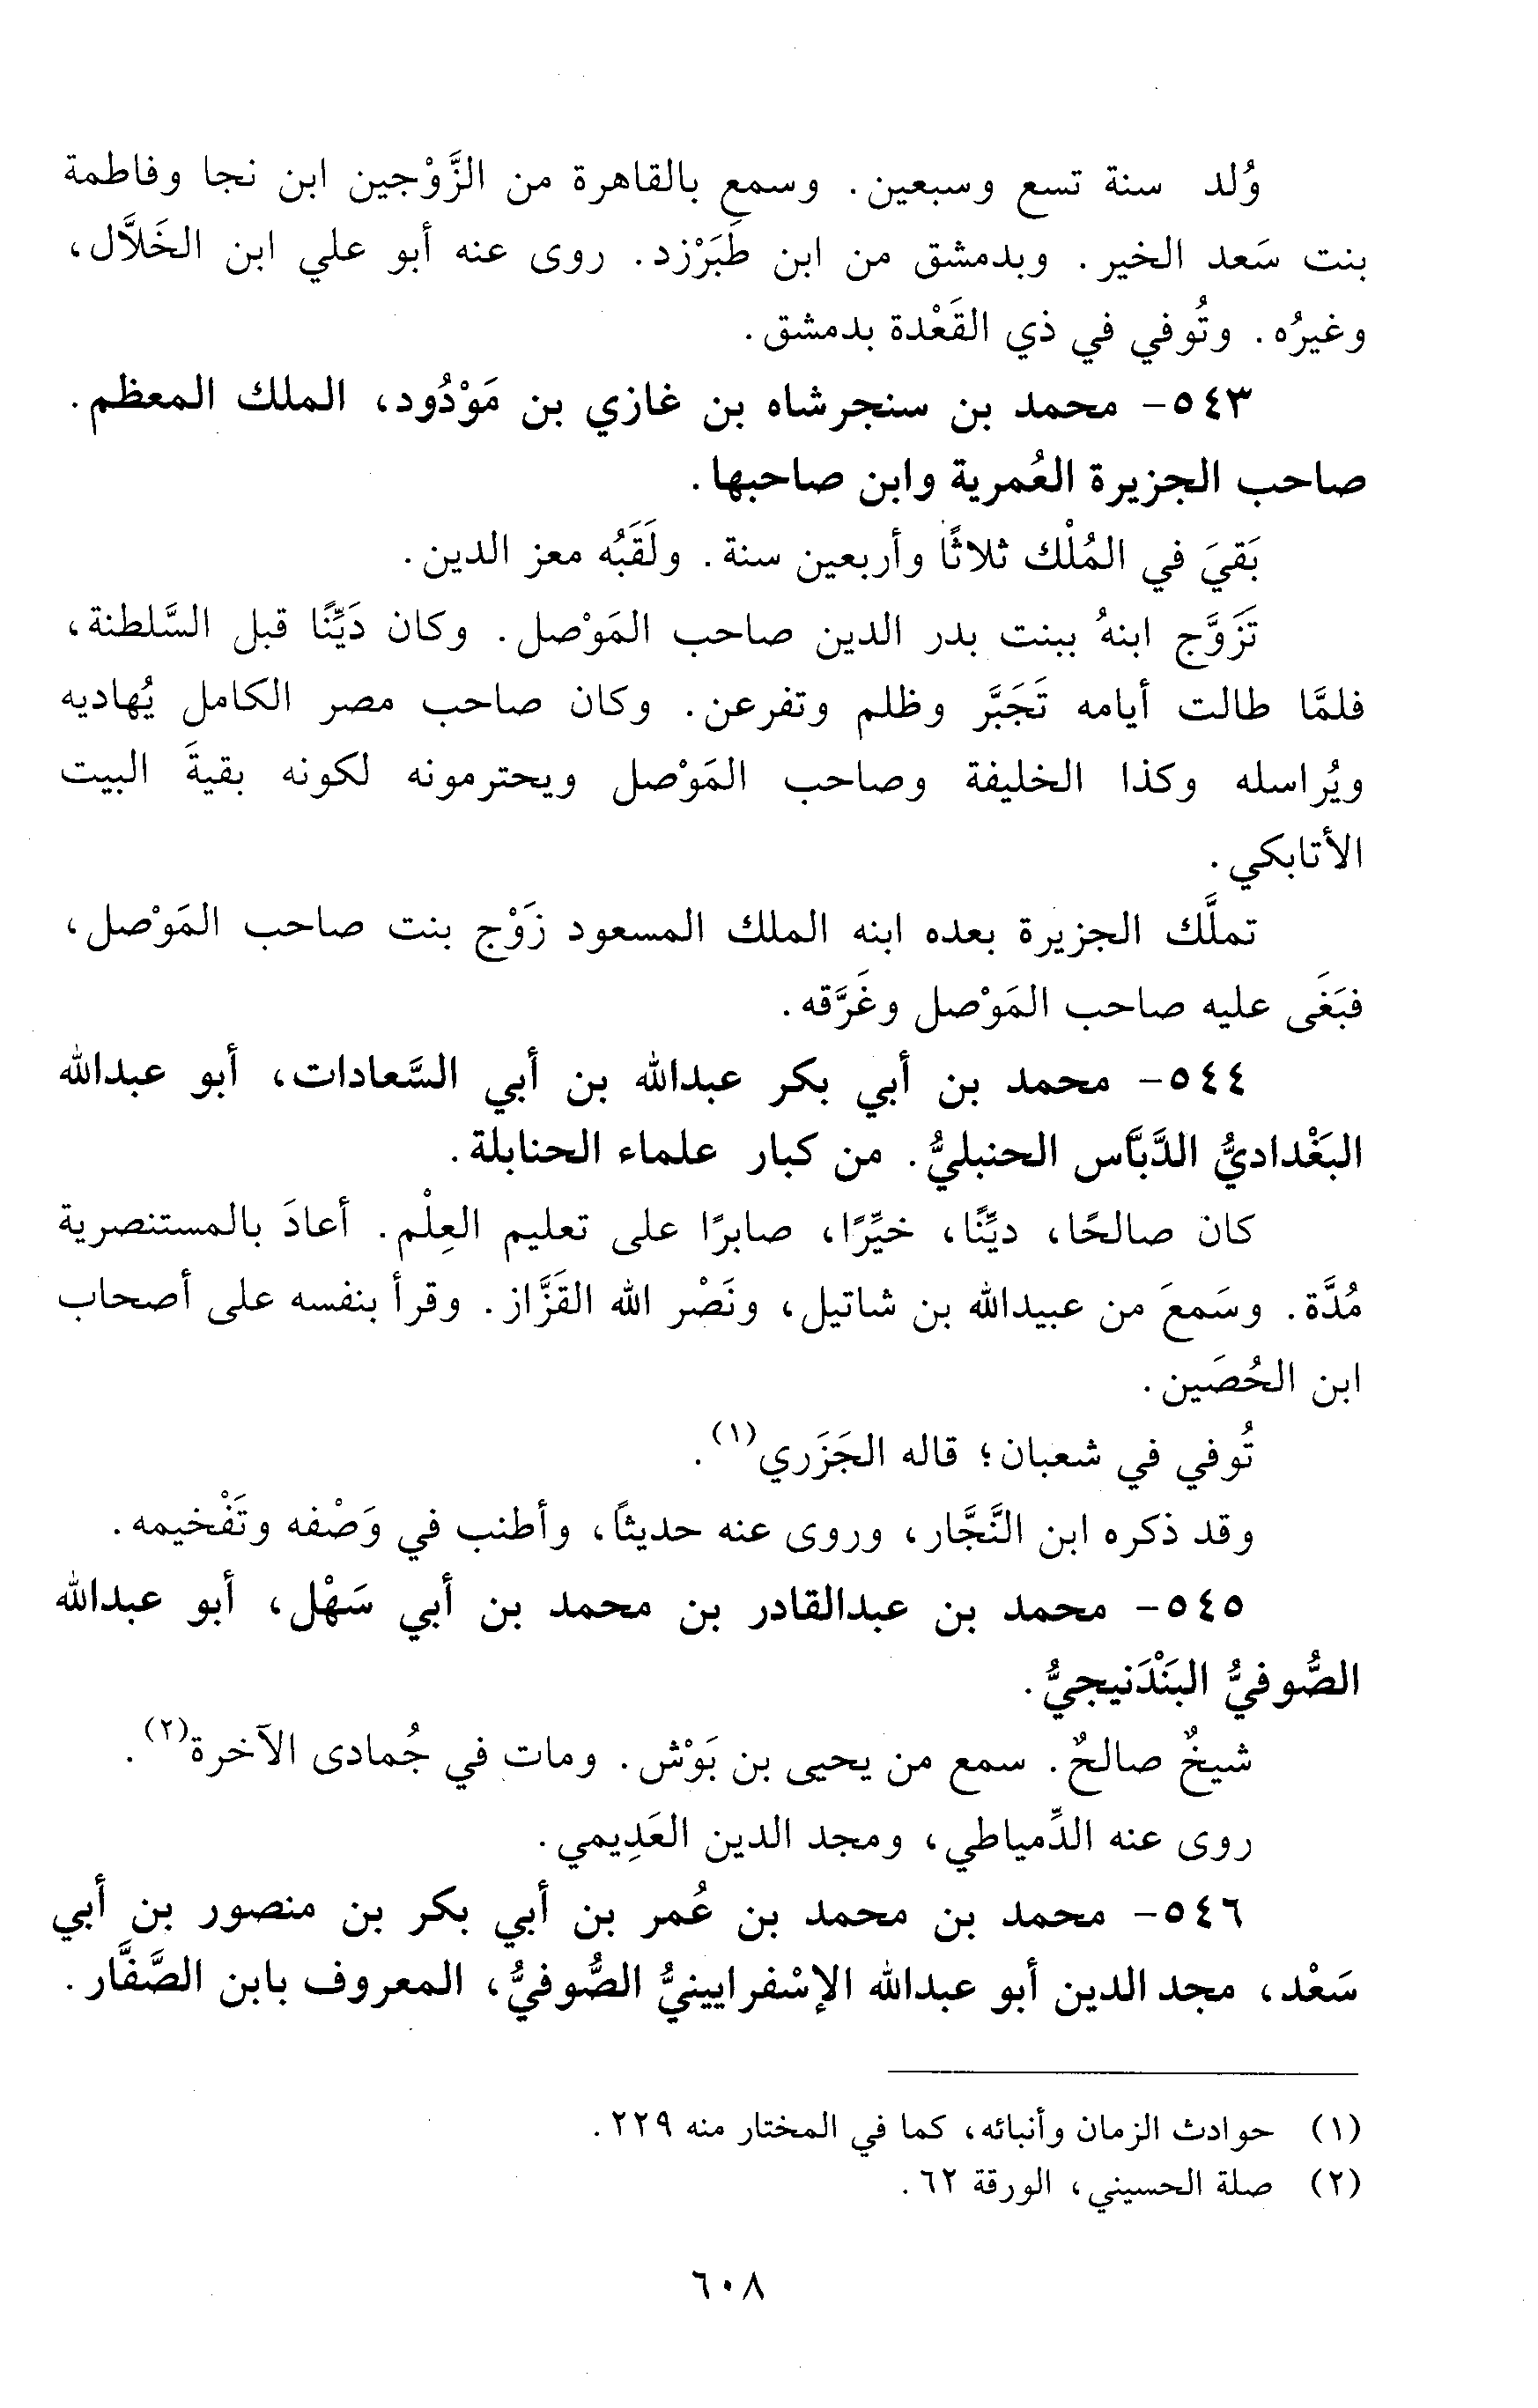 وُلد سنة تسع وسبعين. وسمع بالقاهرة من الزَّوْجين ابن نجا وفاطمة
بنت سَعد الخير. وبدمشق من ابن طَبَرْزد. روى عنه أبو علي ابن الخَلاَّل،
وغيرُه. وتُوفي في ذي القَعْدة بدمشق.
٥٤٣- محمد بن سنجرشاه بن غازي بن مَوْدُود، الملك المعظم.
صاحب الجزيرة العُمرية وابن صاحبها.
بَقيَ في المُلْك ثلاثًا وأربعين سنة. ولَقَبُه معز الدين.
تَزَوَّج ابنهُ ببنت بدر الدين صاحب المَوْصل. وكان دَيِّنًا قبل السَّلطنة،
فلمَّا طالت أيامه تَجَبَّر وظلم وتفرعن. وكان صاحب مصر الكامل يُهاديه
ويُراسله وكذا الخليفة وصاحب المَوْصل ويحترمونه لكونه بقيةَ البيت
الأتابكي.
تملَّك الجزيرة بعده ابنه الملك المسعود زَوْج بنت صاحب المَوْصل،
فبَغَى عليه صاحب المَوْصل وغَرَّقه.
٥٤٤- محمد بن أبي بكر عبدالله بن أبي السَّعادات، أبو عبدالله
البَغْداديُّ الدَّبَّاس الحنبليُّ. من كبار علماء الحنابلة.
كان صالحًا، ديِّنًا، خيِّرًا، صابرًا على تعليم العِلْم. أعادَ بالمستنصرية
مُدَّة. وسَمعَ من عبيدالله بن شاتيل، ونَصْر الله القَزَّاز. وقرأ بنفسه على أصحاب
ابن الحُصَين.
تُوفي في شعبان؛ قاله الجَزَري(١).
وقد ذكره ابن النَّجَّار، وروى عنه حديثًا، وأطنب في وَصْفه وتَفْخيمه.
٥٤٥- محمد بن عبدالقادر بن محمد بن أبي سَهْل، أبو عبدالله
الصُّوفيُّ البَنْدَنيجيُّ.
شيخٌ صالحٌ. سمع من يحيى بن بَوْش. ومات في جُمادى الآخرة(٢).
روى عنه الدِّمياطي، ومجد الدين العَدِيمي.
٥٤٦- محمد بن محمد بن عُمر بن أبي بكر بن منصور بن أبي
سَعْد، مجد الدين أبو عبدالله الإسْفرايينيُّ الصُّوفيُّ، المعروف بابن الصَّفَّار.
(١) حوادث الزمان وأنبائه، كما في المختار منه ٢٢٩.
(٢) صلة الحسيني، الورقة ٦٢.
٦٠٨